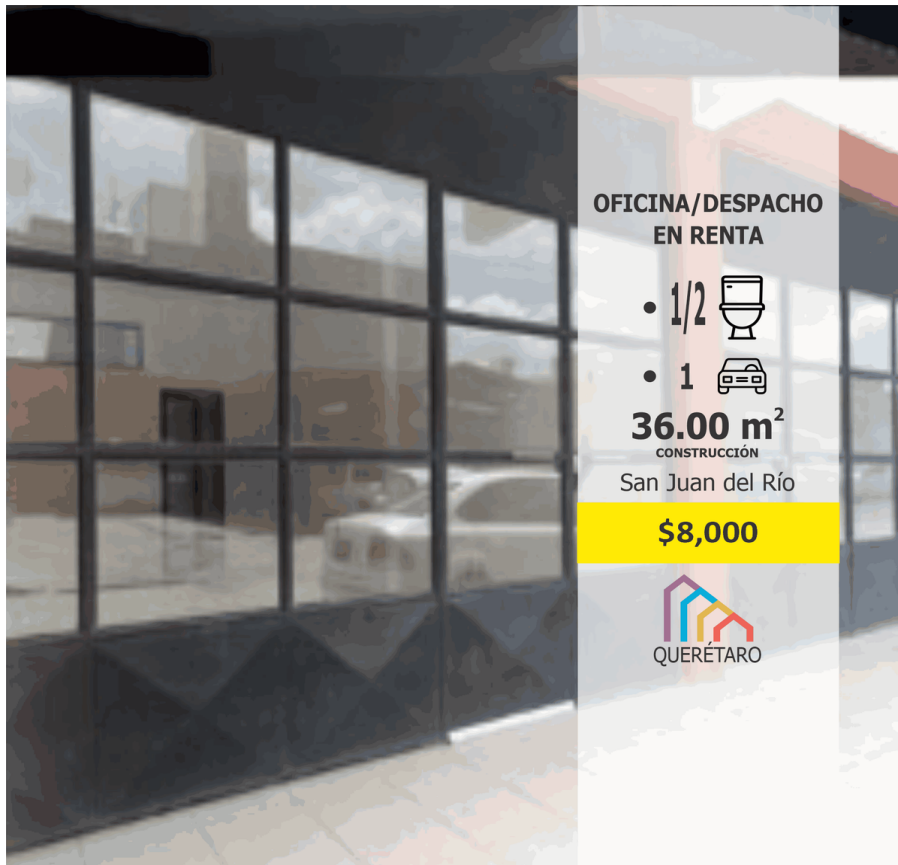 OFICINA/DESPACHO
EN RENTA
• 1/2
• 1
36.00 m²
CONSTRUCCIÓN
San Juan del Río
$8,000
QUERÉTARO